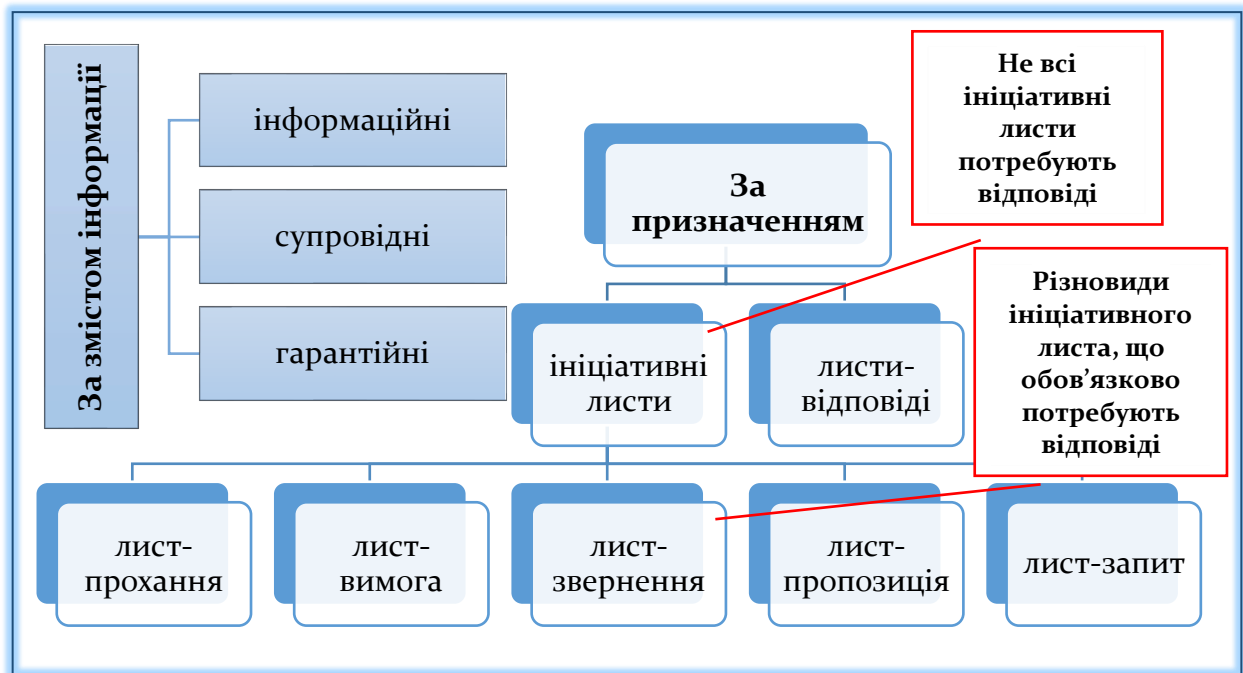 За змістом інформації
інформаційні
супровідні
гарантійні
За
призначенням
Не всі
ініціативні
листи
потребують
відповіді
Різновиди
ініціативного
листа, що
обов’язково
потребують
відповіді
ініціативні
листи
листи-
відповіді
лист-
прохання
лист-
вимога
лист-
звернення
лист-
пропозиція
лист-запит